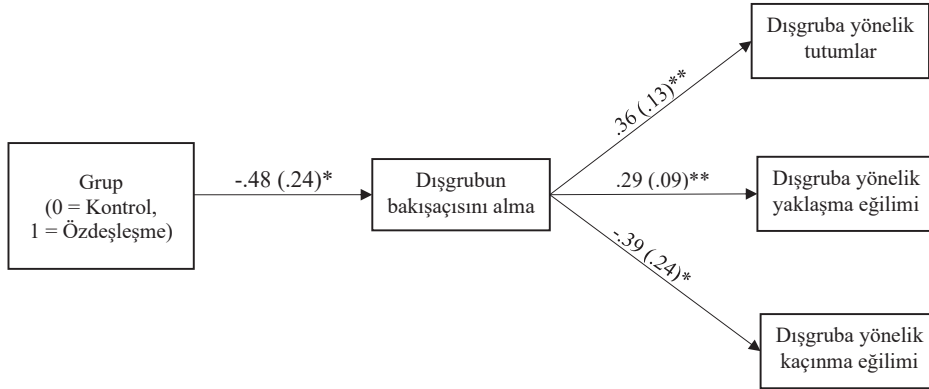 Grup
(0 = Kontrol,
1 = Özdeşleşme)
-.48 (.24)*
Dışgrubun
bakışaçısını alma
.36 (.13)**
.29 (.09)**
-.39 (.24)*
Dışgruba yönelik
tutumlar
Dışgruba yönelik
yaklaşma eğilimi
Dışgruba yönelik
kaçınma eğilimi